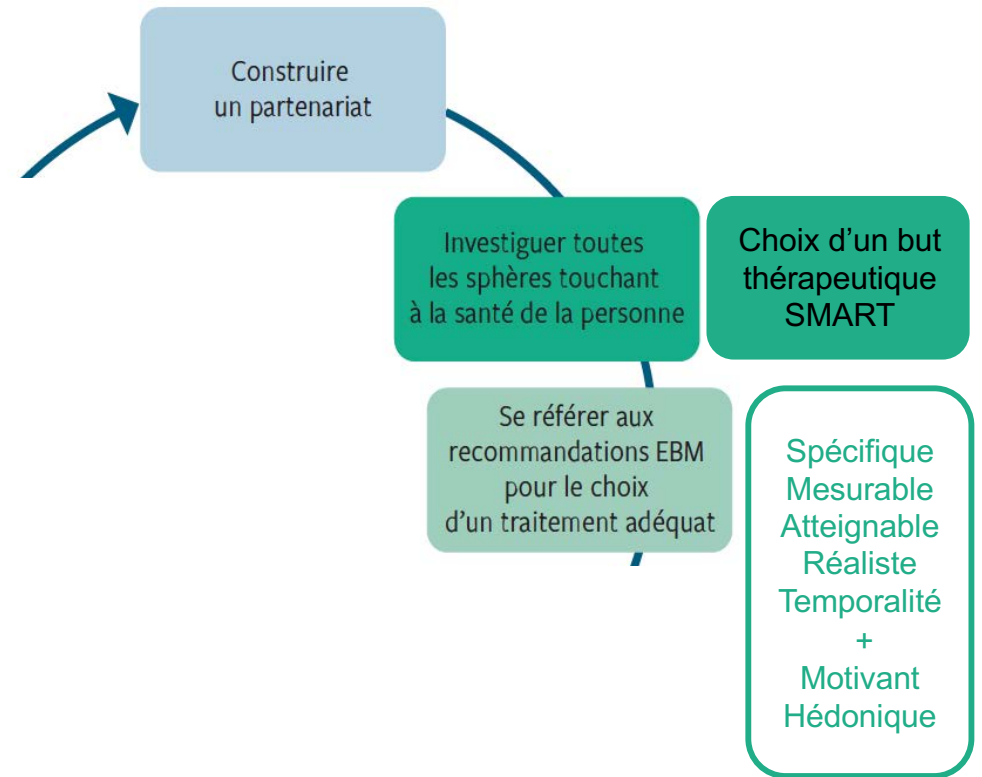 Construire
un partenariat
Investiguer toutes
les sphères touchant
à la santé de la personne
Choix d’un but
thérapeutique
SMART
Se référer aux
recommandations EBM
pour le choix
d’un traitement adéquat
Spécifique
Mesurable
Atteignable
Réaliste
Temporalité
+
Motivant
Hédonique